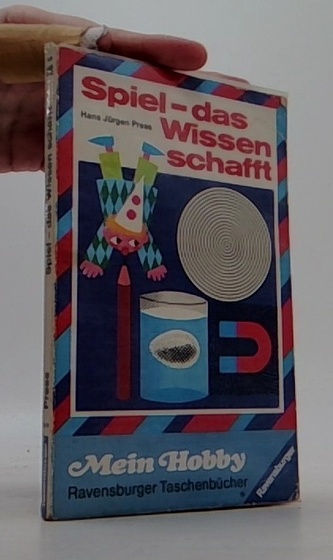 Spiel-das
Hans Jürgen Press
Wissen
schafft
Mein Hobby
Ravensburger Taschenbücher
Ravensburger
Spiel - das Wissen schafft
Press